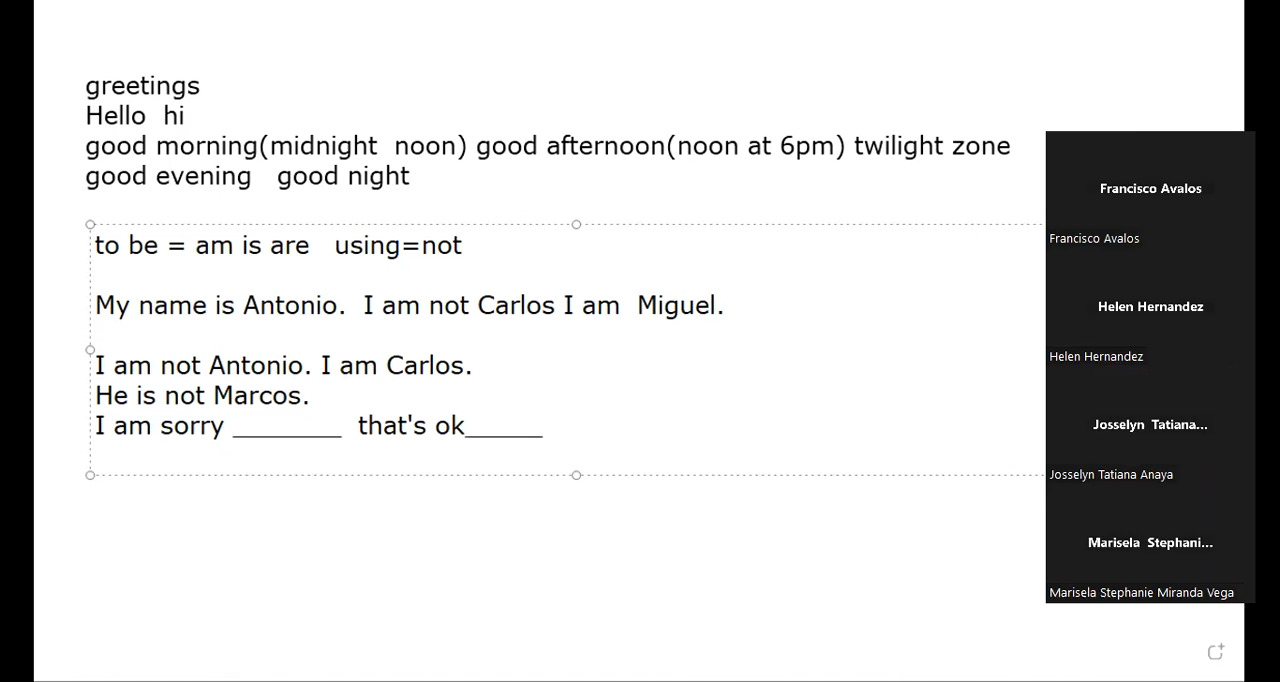 greetings
Hello  hi
good morning(midnight  noon) good afternoon(noon at 6pm) twilight zone
good evening   good night
to be = am is are   using=not
My name is Antonio.  I am not Carlos I am  Miguel.
I am not Antonio. I am Carlos.
He is not Marcos.
I am sorry ________  that's ok______
Francisco Avalos
Francisco Avalos
Helen Hernandez
Helen Hernandez
Josselyn  Tatiana...
Josselyn Tatiana Anaya
Marisela  Stephani...
Marisela Stephanie Miranda Vega